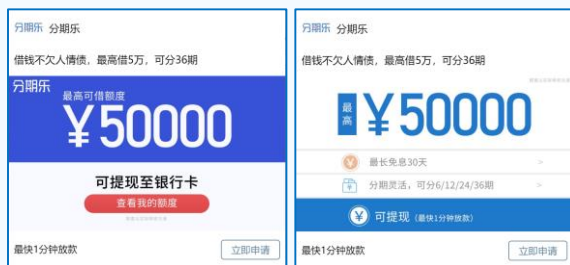 分期乐 分期乐
借钱不欠人情债，最高借5万，可分36期
分期乐
最高可借额度
￥50000
可提现至银行卡
查看我的额度
最快1分钟放款
立即申请
分期乐 分期乐
借钱不欠人情债，最高借5万，可分36期
最高
￥50000
￥ 最长免息30天 >
￥ 分期灵活，可分6/12/24/36期 >
￥ 可提现（最快1分钟放款）
最快1分钟放款
立即申请